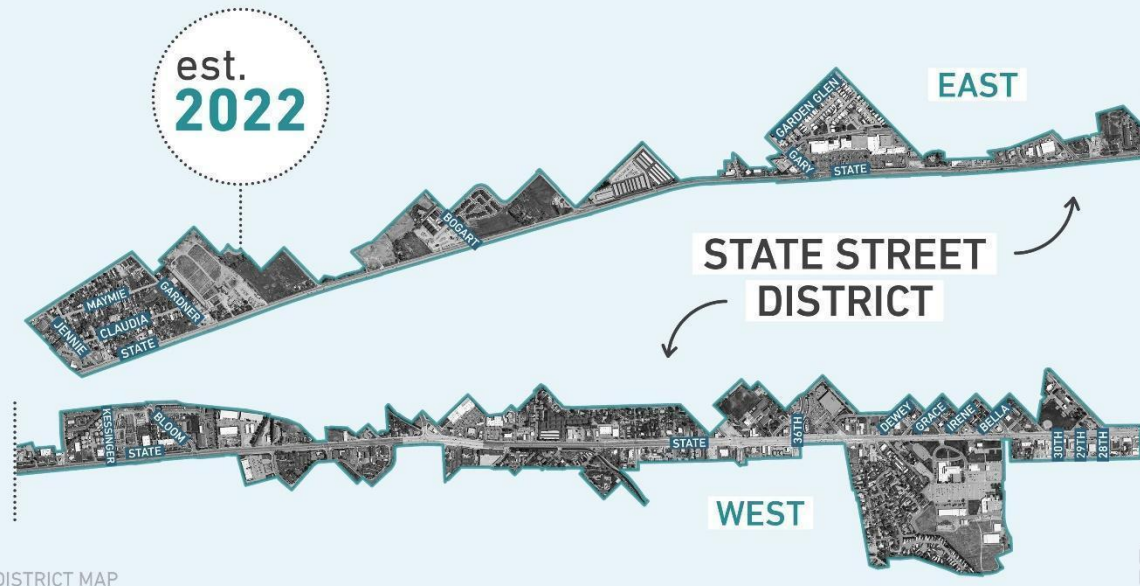 est.
2022
EAST
GARDEN GLEN
GARY
STATE
BOGART
STATE STREET
DISTRICT
MAYMIE
GARDNER
JENNIE
CLAUDIA
STATE
KESSINGER
BLOOM
STATE
STATE
36TH
DEWEY
GRACE
IRENE
BELLA
30TH
29TH
28TH
WEST
DISTRICT MAP